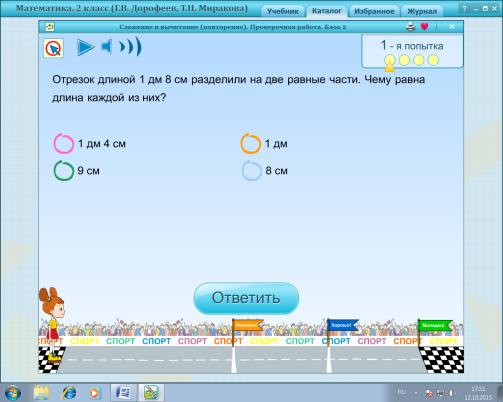 Математика. 2 класс (Г.В. Дорофеев, Т.Н. Миракова)
Учебник Каталог Избранное Журнал
Сложение и вычитание (повторение). Проверочная работа. Блок 2
1 - я попытка
Отрезок длиной 1 дм 8 см разделили на две равные части. Чему равна
длина каждой из них?
1 дм 4 см
1 дм
9 см
8 см
Ответить
Неплохо! Хорошо! Молодец!
СПОРТ СПОРТ СПОРТ СПОРТ СПОРТ СПОРТ СПОРТ СПОРТ СПОРТ СПОРТ СПОРТ СПОРТ
RU
17:51
12.10.2015